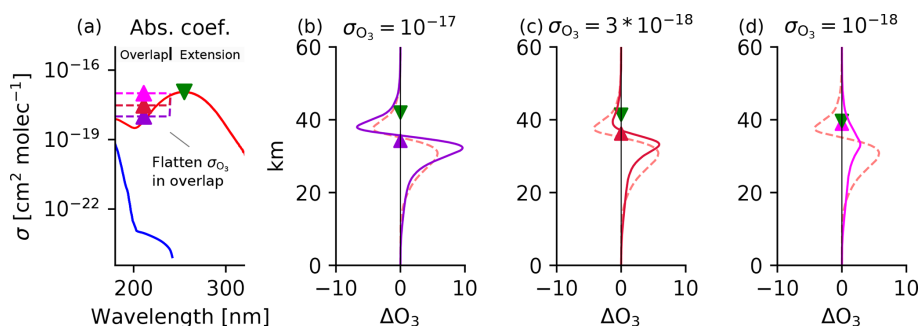 (a) Abs. coef.
Overlap Extension
10⁻¹⁶
10⁻¹⁹
10⁻²²
σ [cm² molec⁻¹]
Flatten σ_O₃
in overlap
200 300
Wavelength [nm]
(b) σ_O₃ = 10⁻¹⁷
60
40
20
0
km
−10 0 10
ΔO₃
(c) σ_O₃ = 3 * 10⁻¹⁸
60
40
20
0
−10 0 10
ΔO₃
(d) σ_O₃ = 10⁻¹⁸
60
40
20
0
−10 0 10
ΔO₃